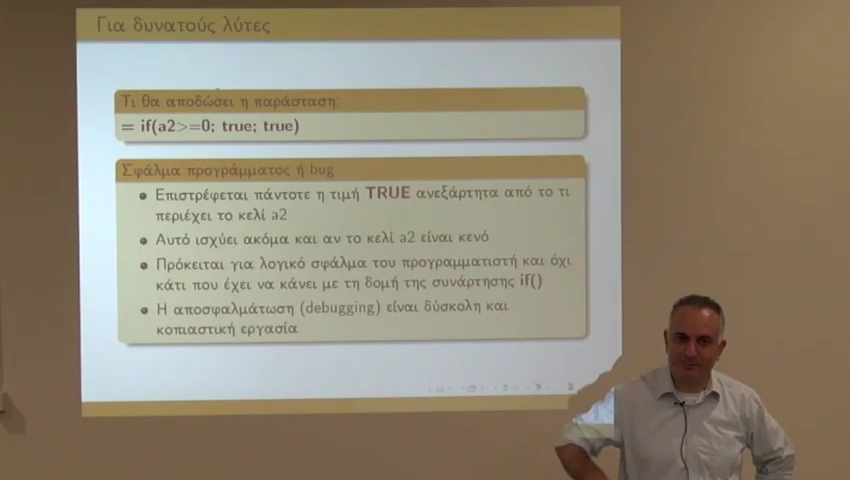 Για δυνατούς λύτες
Τι θα αποδώσει η παράσταση;
= if(a2>=0; true; true)
Σφάλμα προγράμματος ή bug
Επιστρέφεται πάντοτε η τιμή TRUE ανεξάρτητα από το τι
περιέχει το κελί a2
Αυτό ισχύει ακόμα και αν το κελί a2 είναι κενό
Πρόκειται για λογικό σφάλμα του προγραμματιστή και όχι
κάτι που έχει να κάνει με τη δομή της συνάρτησης if()
Η αποσφαλμάτωση (debugging) είναι δύσκολη και
κοπιαστική εργασία